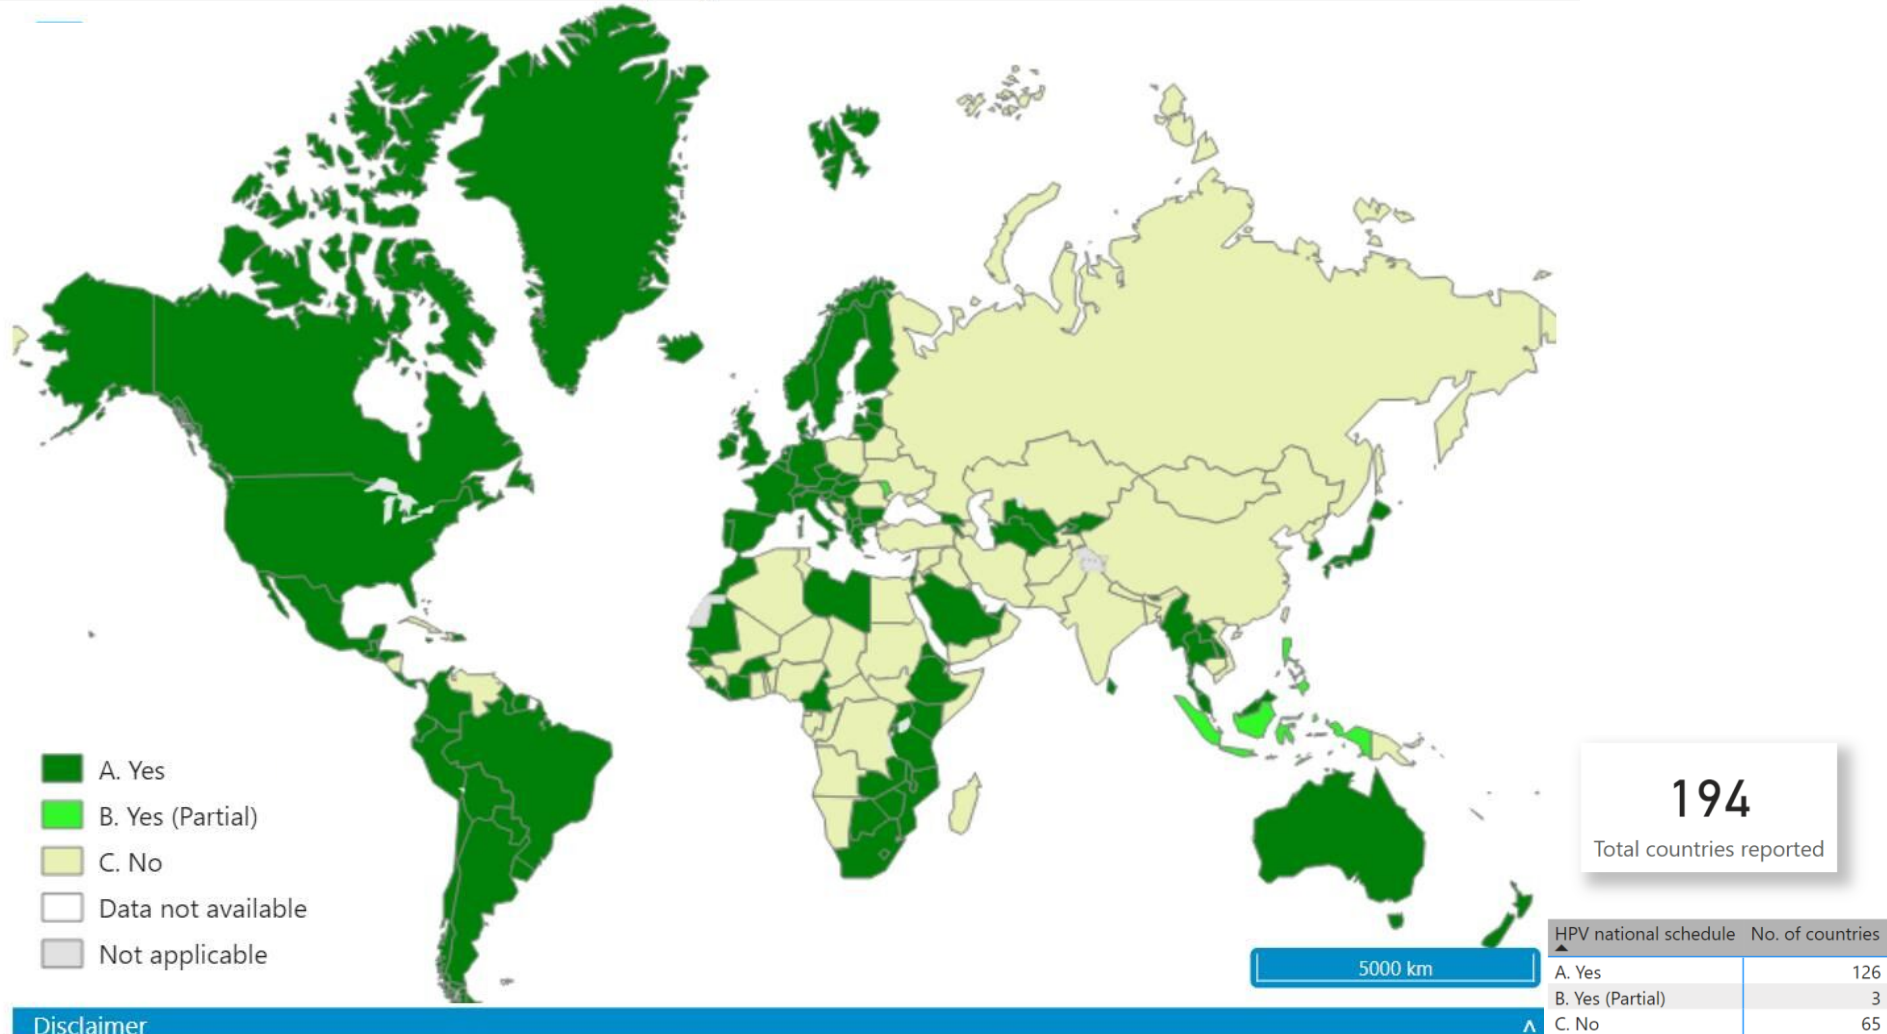 A. Yes
B. Yes (Partial)
C. No
Data not available
Not applicable
5000 km
Disclaimer
194
Total countries reported
HPV national schedule No. of countries
A. Yes 126
B. Yes (Partial) 3
C. No 65